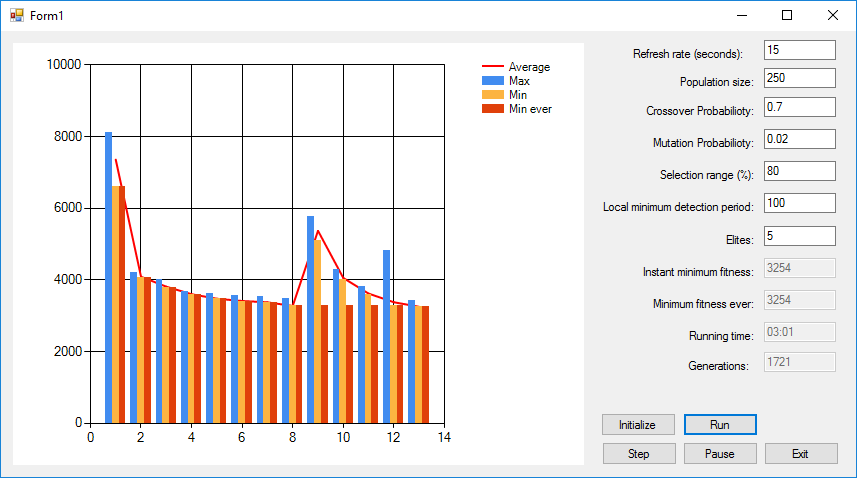 Form1
10000
8000
6000
4000
2000
0
0 2 4 6 8 10 12 14
Average
Max
Min
Min ever
Refresh rate (seconds): 15
Population size: 250
Crossover Probabilioty: 0.7
Mutation Probabilioty: 0.02
Selection range (%): 80
Local minimum detection period: 100
Elites: 5
Instant minimum fitness: 3254
Minimum fitness ever: 3254
Running time: 03:01
Generations: 1721
Initialize Run
Step Pause Exit